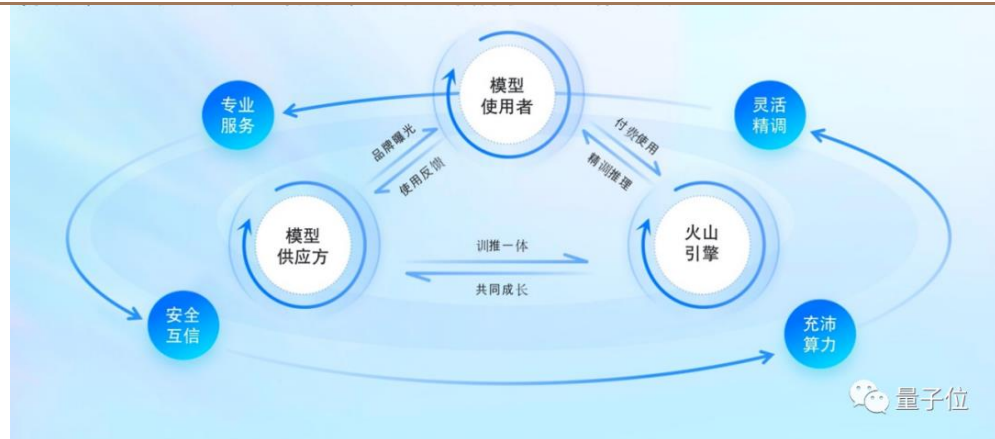 模型
使用者
专业
服务
灵活
精调
品牌曝光
使用反馈
付费使用
精训推理
模型
供应方
火山
引擎
训推一体
共同成长
安全
互信
充沛
算力
量子位